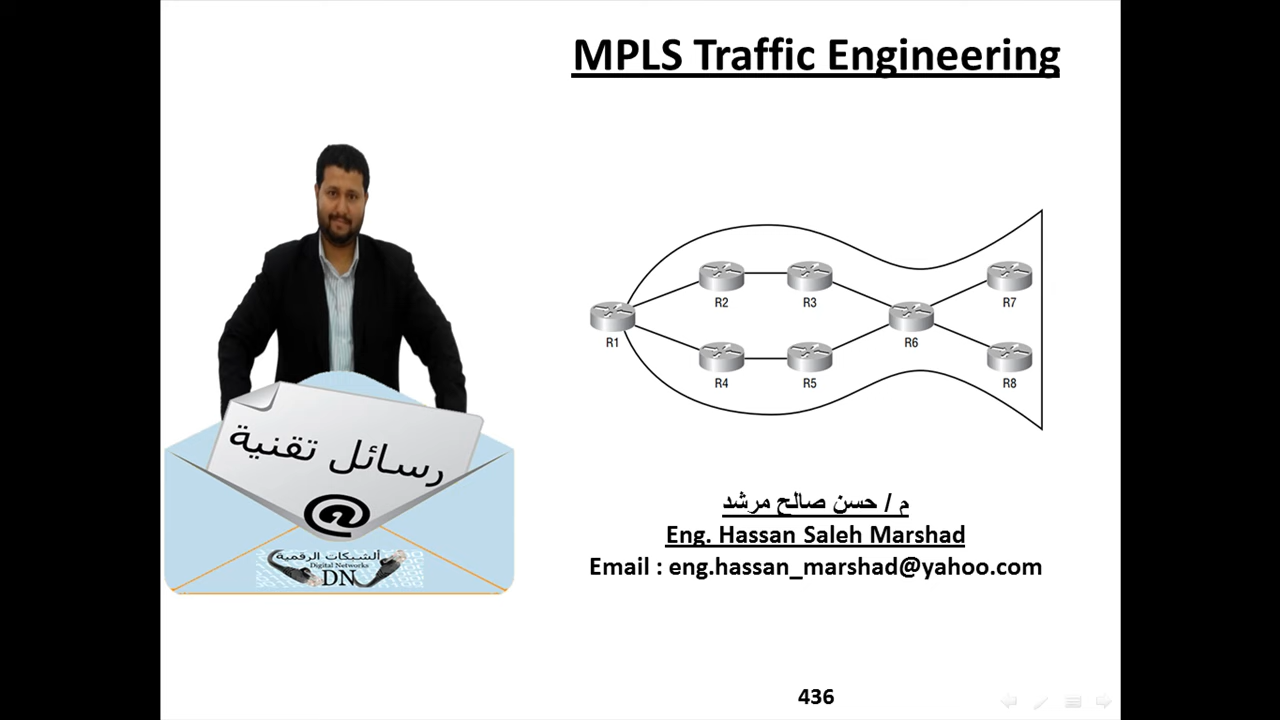 MPLS Traffic Engineering
R2
R3
R7
R1
R6
R4
R5
R8
رسائل تقنية
@
الشبكات الرقمية
Digital Networks
DN
م / حسن صالح مرشد
Eng. Hassan Saleh Marshad
Email : eng.hassan_marshad@yahoo.com
436